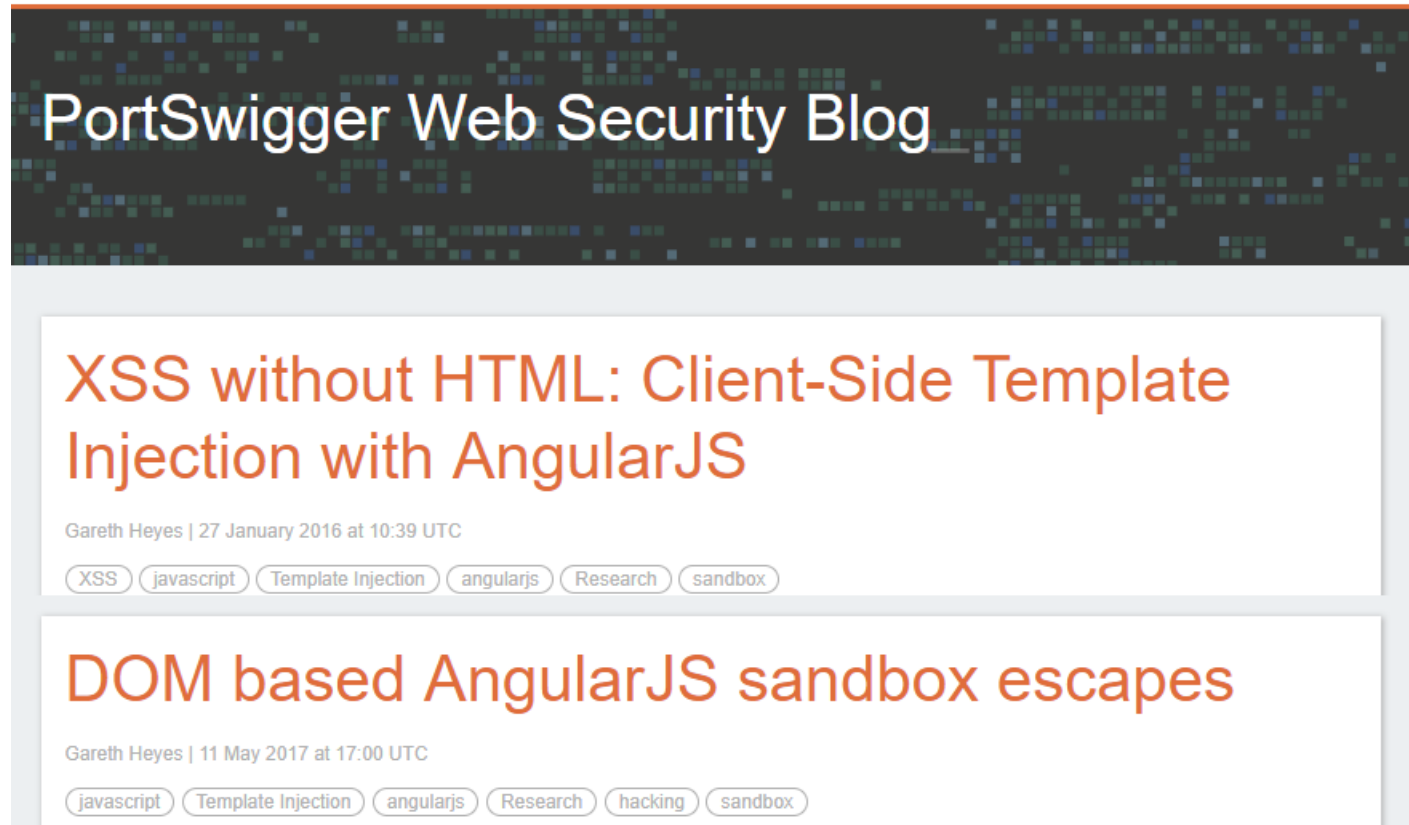 PortSwigger Web Security Blog_
XSS without HTML: Client-Side Template
Injection with AngularJS
Gareth Heyes | 27 January 2016 at 10:39 UTC
XSS javascript Template Injection angularjs Research sandbox
DOM based AngularJS sandbox escapes
Gareth Heyes | 11 May 2017 at 17:00 UTC
javascript Template Injection angularjs Research hacking sandbox